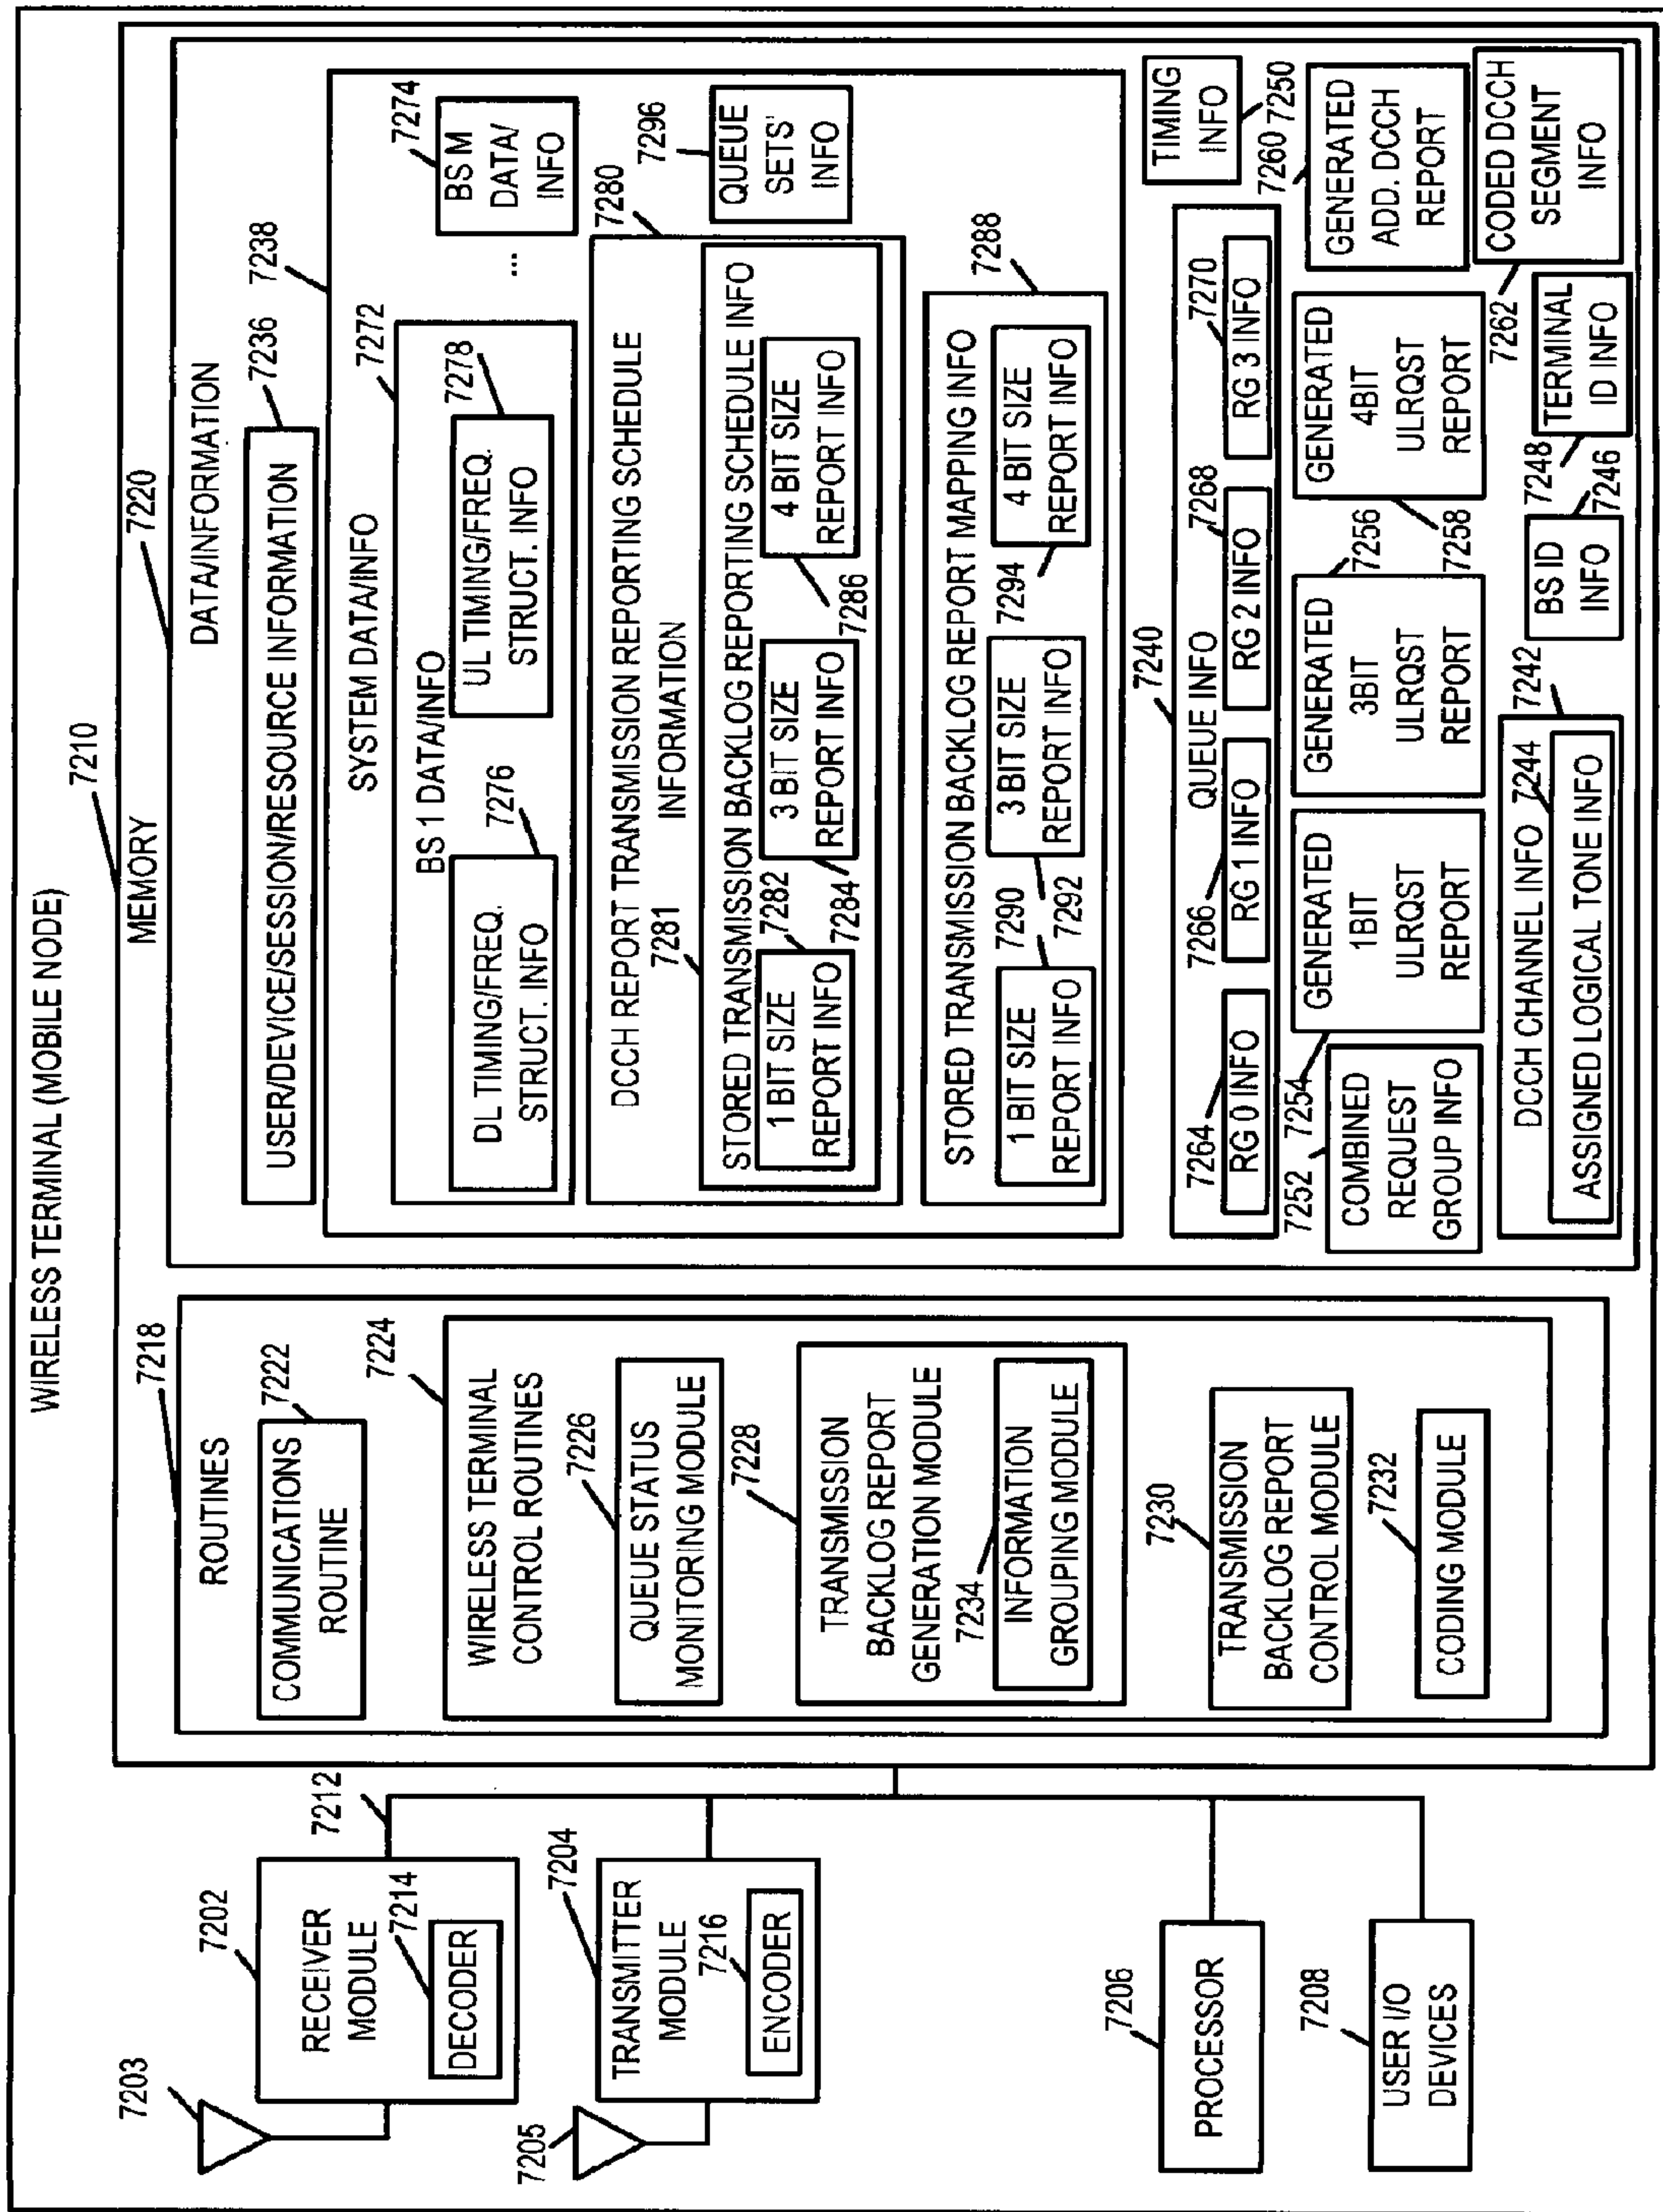 WIRELESS TERMINAL (MOBILE NODE)
7203
7202
RECEIVER
MODULE
7214
DECODER
7212
7205
7204
TRANSMITTER
MODULE
7216
ENCODER
7206
PROCESSOR
7208
USER I/O
DEVICES
7210
MEMORY
7218
ROUTINES
7222
COMMUNICATIONS
ROUTINE
7224
WIRELESS TERMINAL
CONTROL ROUTINES
7226
QUEUE STATUS
MONITORING MODULE
7228
TRANSMISSION
BACKLOG REPORT
GENERATION MODULE
7234
INFORMATION
GROUPING MODULE
7230
TRANSMISSION
BACKLOG REPORT
CONTROL MODULE
7232
CODING MODULE
7220
DATA/INFORMATION
7236
USER/DEVICE/SESSION/RESOURCE INFORMATION
7238
SYSTEM DATA/INFO
7272
BS 1 DATA/INFO
7276
DL TIMING/FREQ.
STRUCT. INFO
7278
UL TIMING/FREQ.
STRUCT. INFO
...
7274
BS M
DATA/
INFO
7280
DCCH REPORT TRANSMISSION REPORTING SCHEDULE
INFORMATION
7281
STORED TRANSMISSION BACKLOG REPORTING SCHEDULE INFO
7282
1 BIT SIZE
REPORT INFO
7284
3 BIT SIZE
REPORT INFO
7286
4 BIT SIZE
REPORT INFO
7296
QUEUE
SETS'
INFO
7288
STORED TRANSMISSION BACKLOG REPORT MAPPING INFO
7290
1 BIT SIZE
REPORT INFO
7292
3 BIT SIZE
REPORT INFO
7294
4 BIT SIZE
REPORT INFO
7240
QUEUE INFO
7264
RG 0 INFO
7266
RG 1 INFO
7268
RG 2 INFO
7270
RG 3 INFO
TIMING
INFO
7250
7252
COMBINED
REQUEST
GROUP INFO
7254
GENERATED
1BIT
ULRQST
REPORT
7256
GENERATED
3BIT
ULRQST
REPORT
7258
GENERATED
4BIT
ULRQST
REPORT
7260
GENERATED
ADD. DCCH
REPORT
7242
DCCH CHANNEL INFO
7244
ASSIGNED LOGICAL TONE INFO
7246
BS ID
INFO
7248
TERMINAL
ID INFO
7262
CODED DCCH
SEGMENT
INFO